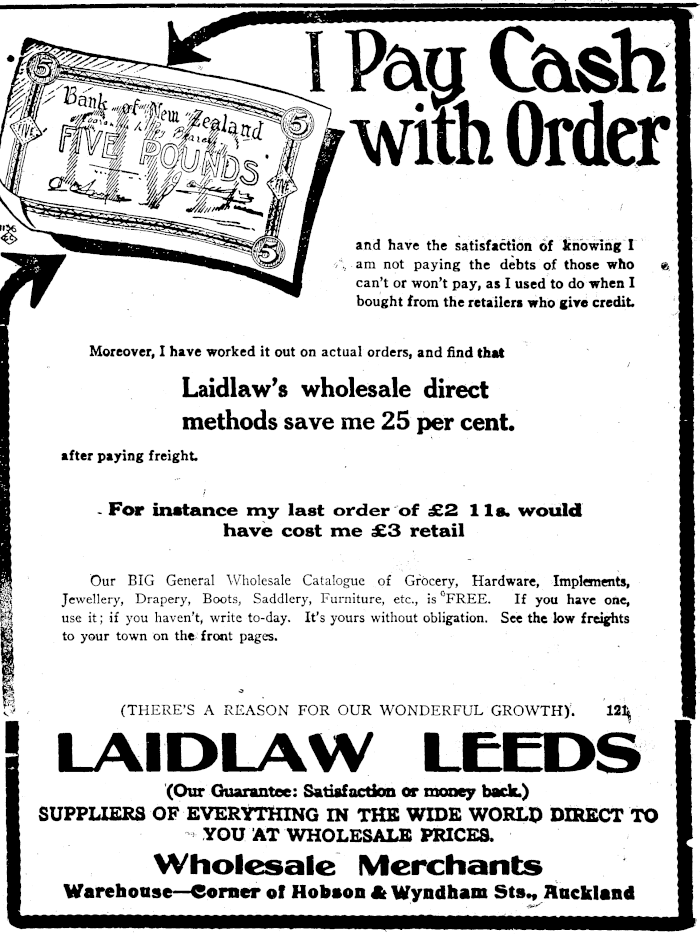 I Pay Cash
with Order
5
Bank of New Zealand
5
FIVE
FIVE POUNDS
FIVE
5
and have the satisfaction of knowing I
am not paying the debts of those who
can't or won't pay, as I used to do when I
bought from the retailers who give credit.
Moreover, I have worked it out on actual orders, and find that
Laidlaw's wholesale direct
methods save me 25 per cent.
after paying freight.
For instance my last order of £2 11s. would
have cost me £3 retail
Our BIG General Wholesale Catalogue of Grocery, Hardware, Implements,
Jewellery, Drapery, Boots, Saddlery, Furniture, etc., is FREE. If you have one,
use it; if you haven't, write to-day. It's yours without obligation. See the low freights
to your town on the front pages.
(THERE'S A REASON FOR OUR WONDERFUL GROWTH). 121
LAIDLAW LEEDS
(Our Guarantee: Satisfaction or money back.)
SUPPLIERS OF EVERYTHING IN THE WIDE WORLD DIRECT TO
YOU AT WHOLESALE PRICES.
Wholesale Merchants
Warehouse—Corner of Hobson & Wyndham Sts., Auckland